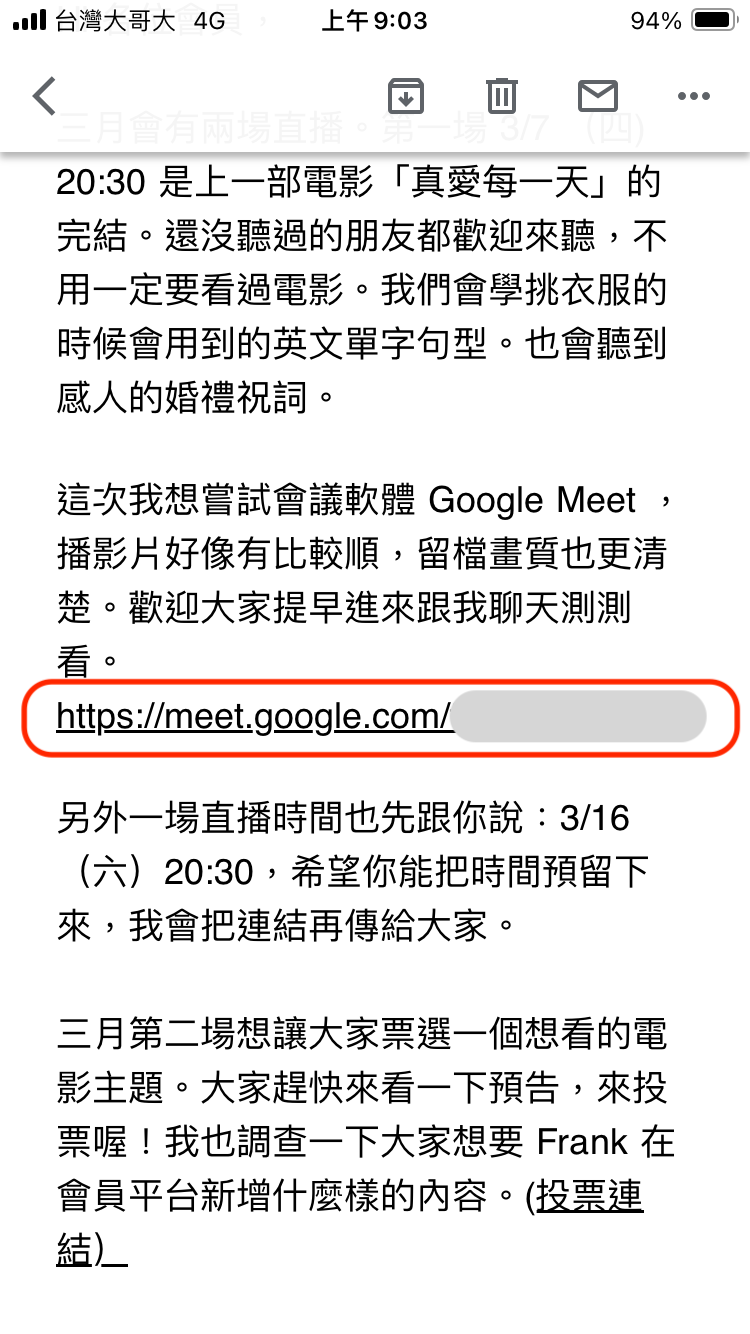 台灣大哥大 4G 上午9:03 94%
三月會有兩場直播。第一場 3/7 (四)
20:30 是上一部電影「真愛每一天」的
完結。還沒聽過的朋友都歡迎來聽，不
用一定要看過電影。我們會學挑衣服的
時候會用到的英文單字句型。也會聽到
感人的婚禮祝詞。
這次我想嘗試會議軟體 Google Meet ，
播影片好像有比較順，留檔畫質也更清
楚。歡迎大家提早進來跟我聊天測測
看。
https://meet.google.com/
另外一場直播時間也先跟你說：3/16
（六）20:30，希望你能把時間預留下
來，我會把連結再傳給大家。
三月第二場想讓大家票選一個想看的電
影主題。大家趕快來看一下預告，來投
票喔！我也調查一下大家想要 Frank 在
會員平台新增什麼樣的內容。(投票連
結)